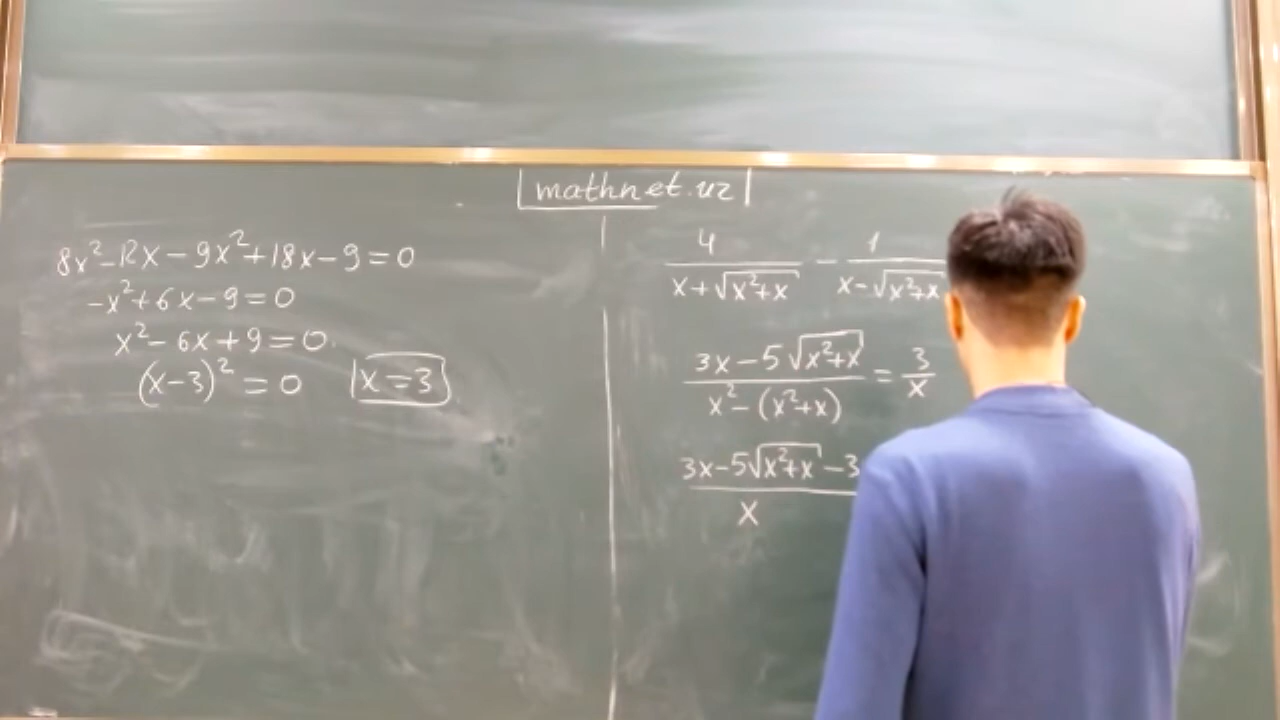 mathnet.uz
8x²-12x-9x²+18x-9=0
-x²+6x-9=0
x²-6x+9=0
(x-3)²=0 x=3
4/(x+√(x²+x)) - 1/(x-√(x²+x))
(3x-5√(x²+x))/(x²-(x²+x)) = 3/x
(3x-5√(x²+x)-3)/x